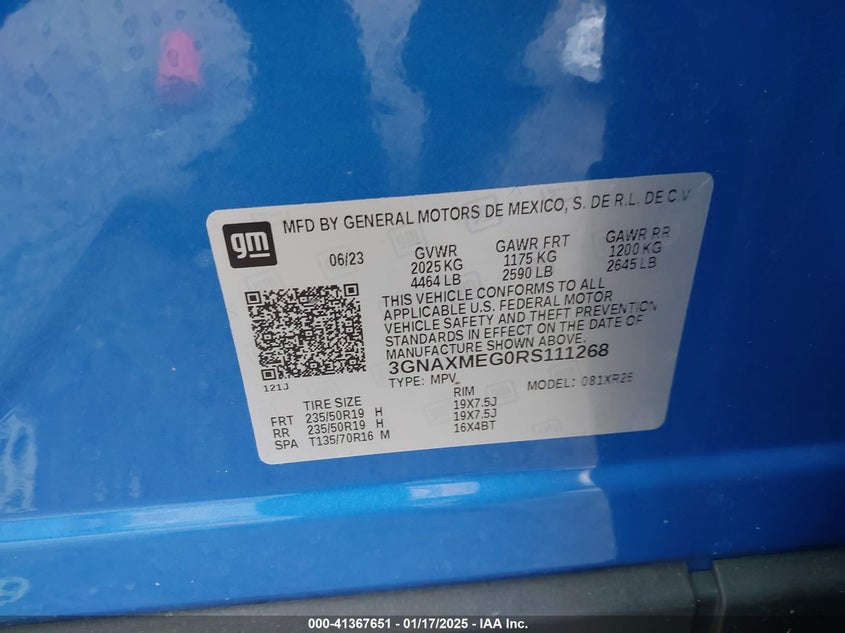 gm
MFD BY GENERAL MOTORS DE MEXICO, S. DE R.L. DE C.V
06/23 GVWR GAWR FRT GAWR RR
2025 KG 1175 KG 1200 KG
4464 LB 2590 LB 2645 LB
THIS VEHICLE CONFORMS TO ALL
APPLICABLE U.S. FEDERAL MOTOR
VEHICLE SAFETY AND THEFT PREVENTION
STANDARDS IN EFFECT ON THE DATE OF
MANUFACTURE SHOWN ABOVE.
3GNAXMEG0RS111268
121J
TYPE: MPV MODEL: 081XR26
TIRE SIZE RIM
FRT 235/50R19 H 19X7.5J
RR 235/50R19 H 19X7.5J
SPA T135/70R16 M 16X4BT
000-41367651 - 01/17/2025 - IAA Inc.